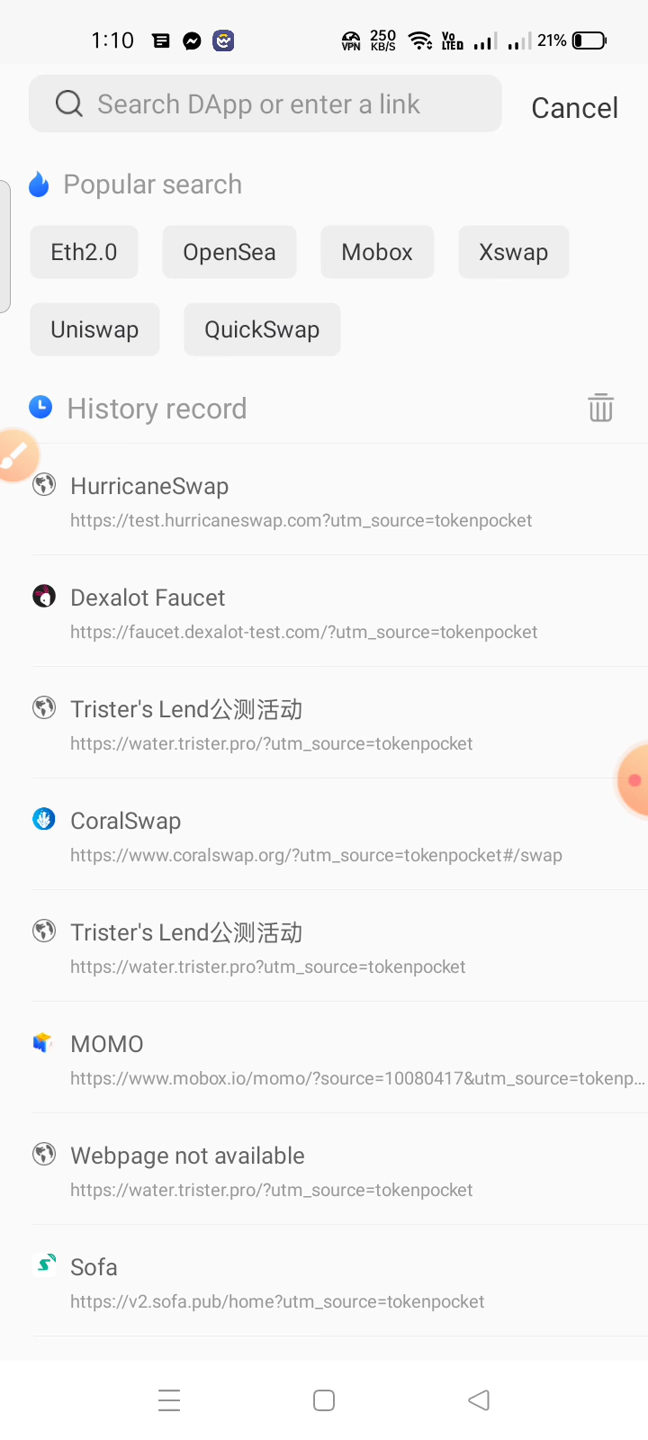 1:10 VPN 250 KB/S Vo LTED 21%
Search DApp or enter a link Cancel
Popular search
Eth2.0 OpenSea Mobox Xswap
Uniswap QuickSwap
History record
HurricaneSwap
https://test.hurricaneswap.com?utm_source=tokenpocket
Dexalot Faucet
https://faucet.dexalot-test.com/?utm_source=tokenpocket
Trister's Lend公测活动
https://water.trister.pro/?utm_source=tokenpocket
CoralSwap
https://www.coralswap.org/?utm_source=tokenpocket#/swap
Trister's Lend公测活动
https://water.trister.pro?utm_source=tokenpocket
MOMO
https://www.mobox.io/momo/?source=10080417&utm_source=tokenp...
Webpage not available
https://water.trister.pro/?utm_source=tokenpocket
Sofa
https://v2.sofa.pub/home?utm_source=tokenpocket